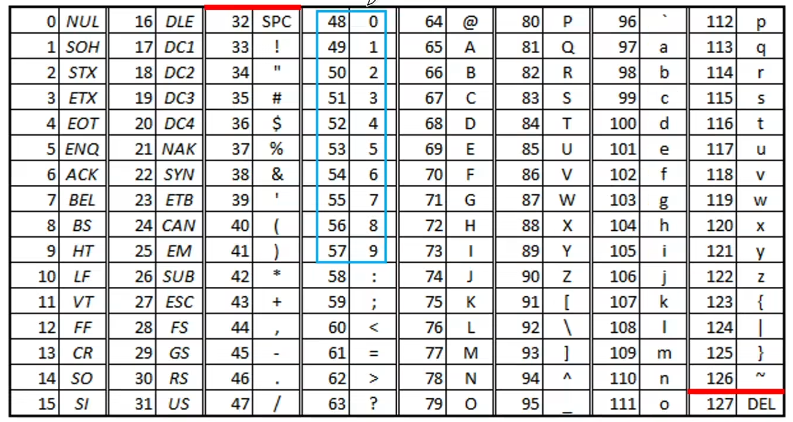 0 NUL 16 DLE 32 SPC 48 0 64 @ 80 P 96 ` 112 p
1 SOH 17 DC1 33 ! 49 1 65 A 81 Q 97 a 113 q
2 STX 18 DC2 34 " 50 2 66 B 82 R 98 b 114 r
3 ETX 19 DC3 35 # 51 3 67 C 83 S 99 c 115 s
4 EOT 20 DC4 36 $ 52 4 68 D 84 T 100 d 116 t
5 ENQ 21 NAK 37 % 53 5 69 E 85 U 101 e 117 u
6 ACK 22 SYN 38 & 54 6 70 F 86 V 102 f 118 v
7 BEL 23 ETB 39 ' 55 7 71 G 87 W 103 g 119 w
8 BS 24 CAN 40 ( 56 8 72 H 88 X 104 h 120 x
9 HT 25 EM 41 ) 57 9 73 I 89 Y 105 i 121 y
10 LF 26 SUB 42 * 58 : 74 J 90 Z 106 j 122 z
11 VT 27 ESC 43 + 59 ; 75 K 91 [ 107 k 123 {
12 FF 28 FS 44 , 60 < 76 L 92 \ 108 l 124 |
13 CR 29 GS 45 - 61 = 77 M 93 ] 109 m 125 }
14 SO 30 RS 46 . 62 > 78 N 94 ^ 110 n 126 ~
15 SI 31 US 47 / 63 ? 79 O 95 _ 111 o 127 DEL